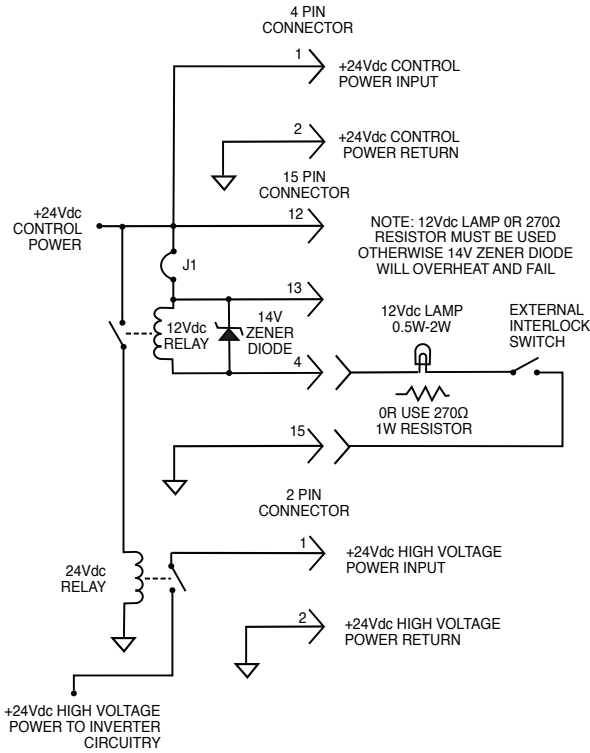 4 PIN
CONNECTOR
1
+24Vdc CONTROL
POWER INPUT
2
+24Vdc CONTROL
POWER RETURN
15 PIN
CONNECTOR
+24Vdc
CONTROL
POWER
12
NOTE: 12Vdc LAMP 0R 270Ω
RESISTOR MUST BE USED
OTHERWISE 14V ZENER DIODE
WILL OVERHEAT AND FAIL
J1
13
12Vdc
RELAY
14V
ZENER
DIODE
12Vdc LAMP
0.5W-2W
EXTERNAL
INTERLOCK
SWITCH
4
0R USE 270Ω
1W RESISTOR
15
2 PIN
CONNECTOR
1
+24Vdc HIGH VOLTAGE
POWER INPUT
24Vdc
RELAY
2
+24Vdc HIGH VOLTAGE
POWER RETURN
+24Vdc HIGH VOLTAGE
POWER TO INVERTER
CIRCUITRY